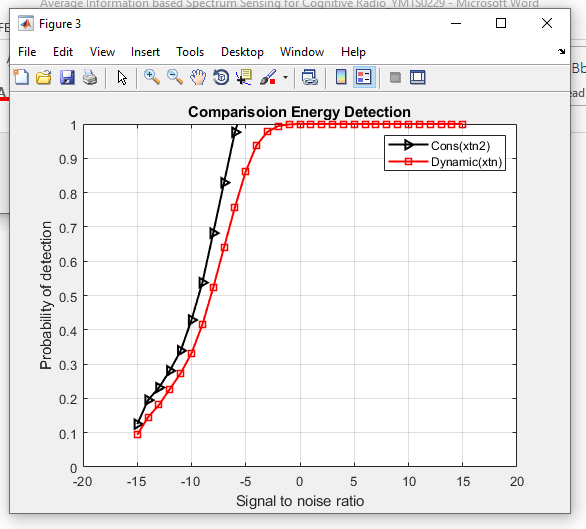 Average Information based Spectrum Sensing for Cognitive Radio_YMTS0229 - Microsoft Word
Figure 3
File Edit View Insert Tools Desktop Window Help
Comparisoion Energy Detection
Cons(xtn2)
Dynamic(xtn)
Probability of detection
1
0.9
0.8
0.7
0.6
0.5
0.4
0.3
0.2
0.1
0
-20 -15 -10 -5 0 5 10 15 20
Signal to noise ratio